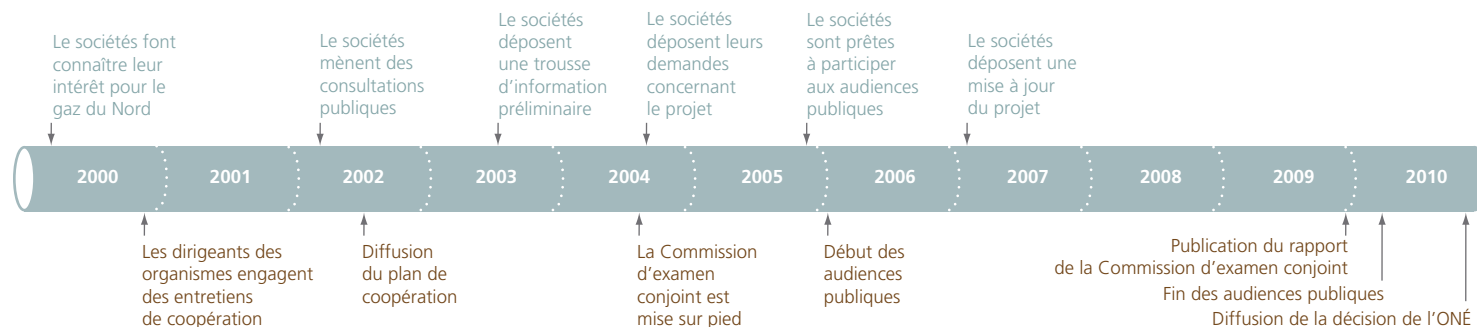 Le sociétés font
connaître leur
intérêt pour le
gaz du Nord
Le sociétés
mènent des
consultations
publiques
Le sociétés
déposent
une trousse
d'information
préliminaire
Le sociétés
déposent leurs
demandes
concernant
le projet
Le sociétés
sont prêtes
à participer
aux audiences
publiques
Le sociétés
déposent une
mise à jour
du projet
2000
2001
2002
2003
2004
2005
2006
2007
2008
2009
2010
Les dirigeants des
organismes engagent
des entretiens
de coopération
Diffusion
du plan de
coopération
La Commission
d'examen
conjoint est
mise sur pied
Début des
audiences
publiques
Publication du rapport
de la Commission d'examen conjoint
Fin des audiences publiques
Diffusion de la décision de l'ONÉ